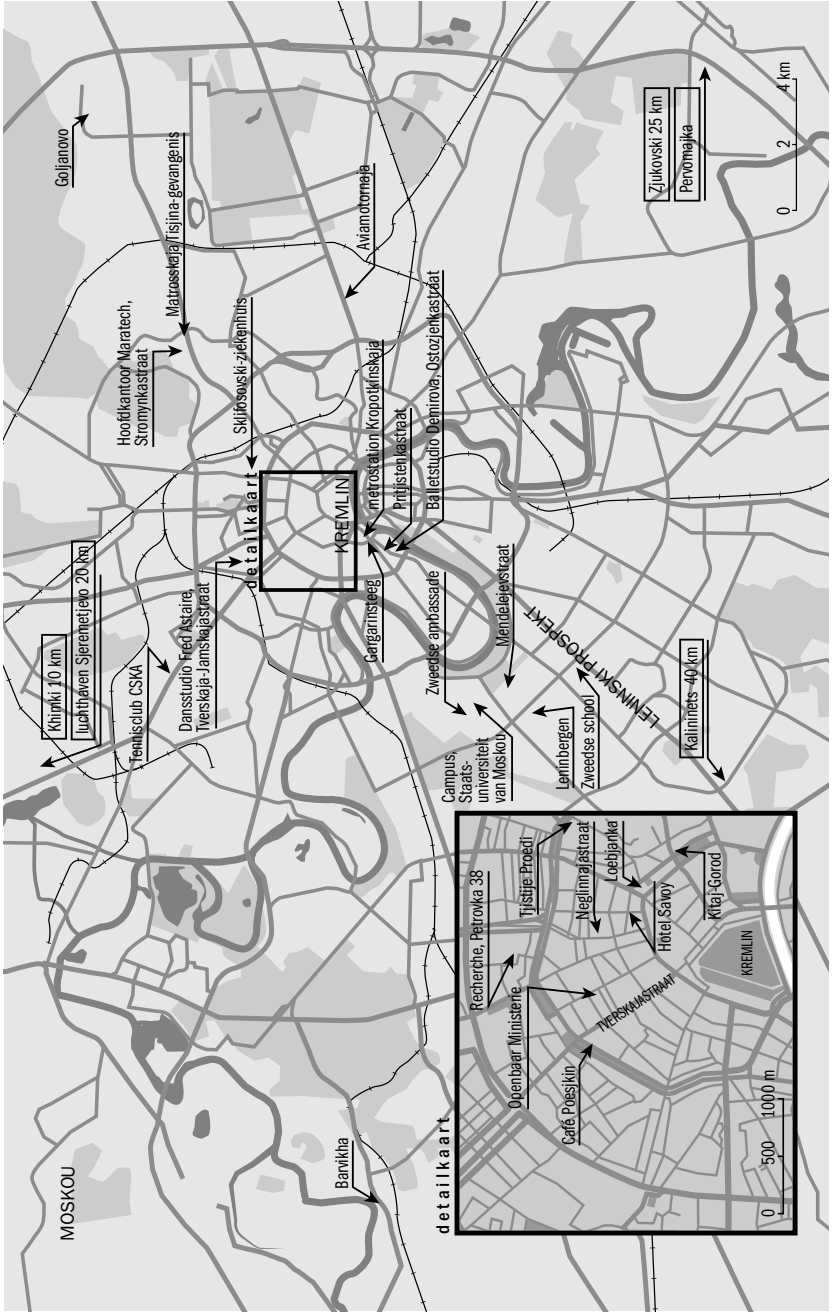 MOSKOU
Barvikha
Khimki 10 km
luchthaven Sjeremetjevo 20 km
Tennisclub CSKA
Dansstudio Fred Astaire,
Tverskaja-Jamskajastraat
Hoofdkantoor Maratech,
Stromynkastraat
Goljanovo
Matrosskaja Tisjina-gevangenis
Sklifosovski-ziekenhuis
detailkaart
KREMLIN
Aviamotornaja
metrostation Kropotkinskaja
Pritjistenkastraat
Balletstudio Demirova, Ostozjenkastraat
Gargarinsteeg
Zweedse ambassade
Mendelejevstraat
Campus,
Staats-
universiteit
van Moskou
Leninbergen
Zweedse school
LENINSKI PROSPEKT
Kalininets 40 km
Zjukovski 25 km
Pervomajka
0 2 4 km
detailkaart
Recherche, Petrovka 38
Openbaar Ministerie
Café Poesjkin
Tjistije Proedi
Neglinnajastraat
Loebjanka
Hotel Savoy
Kitaj-Gorod
TVERSKAJASTRAAT
KREMLIN
0 500 1000 m